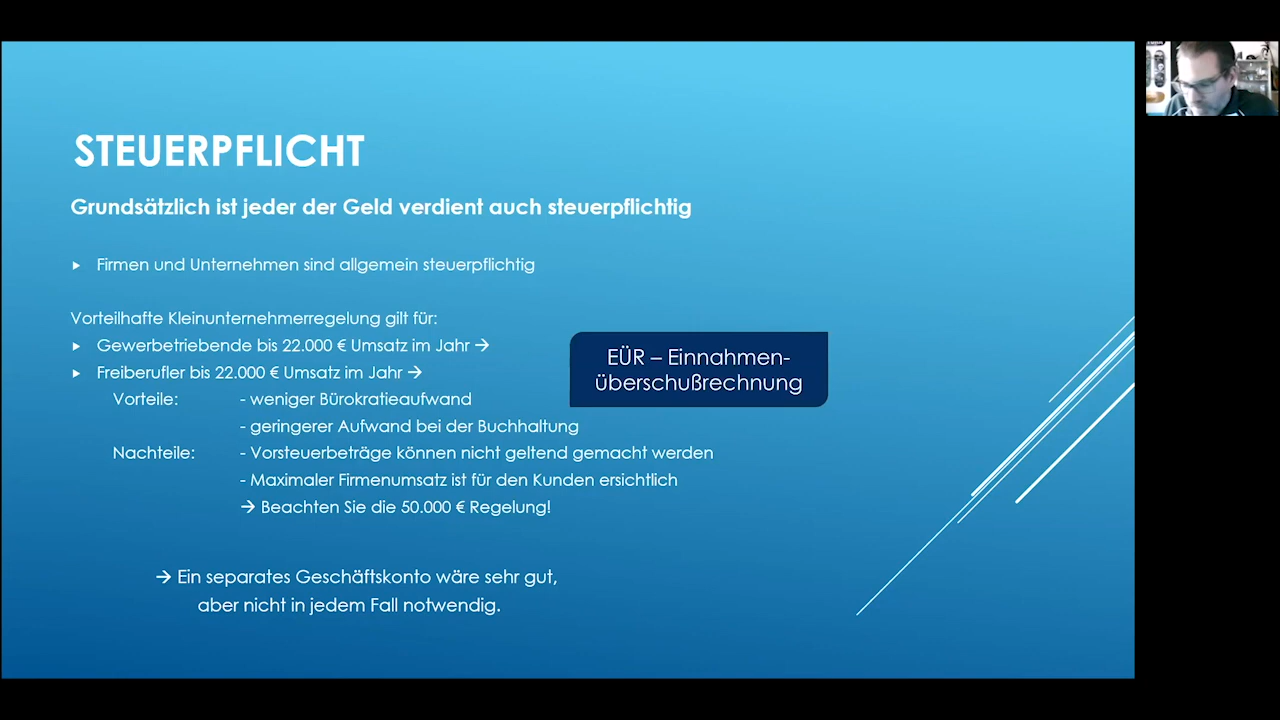 STEUERPFLICHT
Grundsätzlich ist jeder der Geld verdient auch steuerpflichtig
Firmen und Unternehmen sind allgemein steuerpflichtig
Vorteilhafte Kleinunternehmerregelung gilt für:
Gewerbetriebende bis 22.000 € Umsatz im Jahr →
Freiberufler bis 22.000 € Umsatz im Jahr →
EÜR – Einnahmen-
überschußrechnung
Vorteile: - weniger Bürokratieaufwand
- geringerer Aufwand bei der Buchhaltung
Nachteile: - Vorsteuerbeträge können nicht geltend gemacht werden
- Maximaler Firmenumsatz ist für den Kunden ersichtlich
→ Beachten Sie die 50.000 € Regelung!
→ Ein separates Geschäftskonto wäre sehr gut,
aber nicht in jedem Fall notwendig.